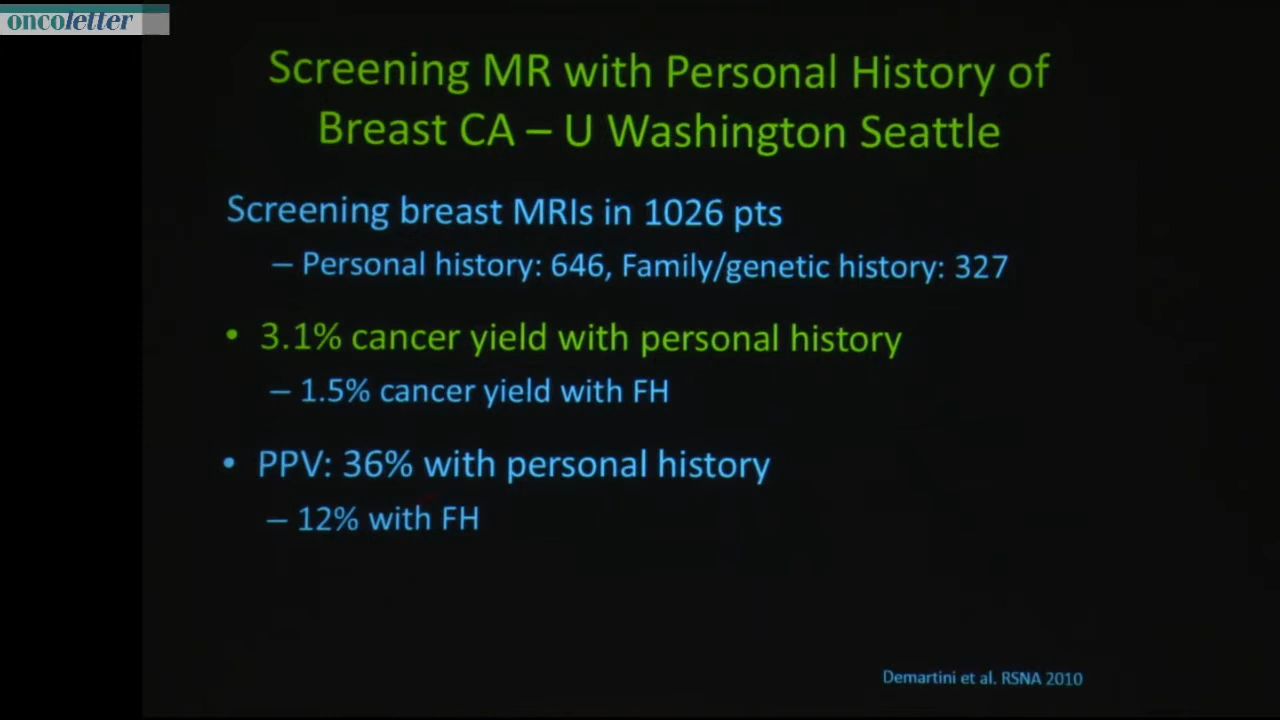 oncoletter
Screening MR with Personal History of
Breast CA – U Washington Seattle
Screening breast MRIs in 1026 pts
– Personal history: 646, Family/genetic history: 327
• 3.1% cancer yield with personal history
– 1.5% cancer yield with FH
• PPV: 36% with personal history
– 12% with FH
Demartini et al. RSNA 2010